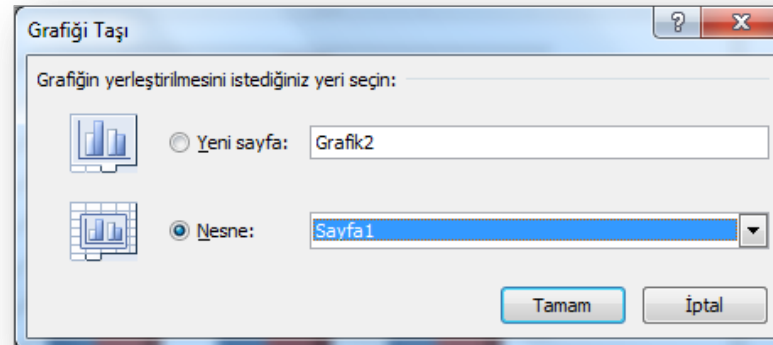 Grafiği Taşı
Grafiğin yerleştirilmesini istediğiniz yeri seçin:
Yeni sayfa: Grafik2
Nesne: Sayfa1
Tamam İptal